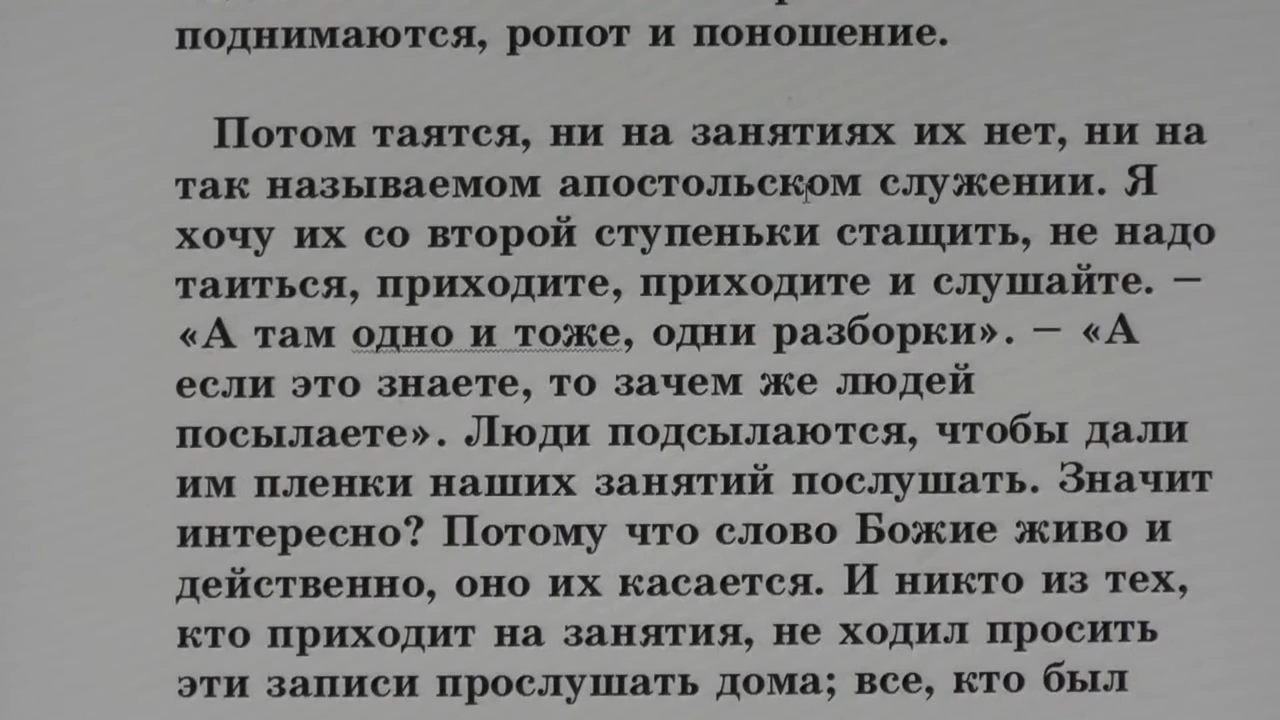 поднимаются, ропот и поношение.
Потом таятся, ни на занятиях их нет, ни на
так называемом апостольском служении. Я
хочу их со второй ступеньки стащить, не надо
таиться, приходите, приходите и слушайте. –
«А там одно и тоже, одни разборки». – «А
если это знаете, то зачем же людей
посылаете». Люди подсылаются, чтобы дали
им пленки наших занятий послушать. Значит
интересно? Потому что слово Божие живо и
действенно, оно их касается. И никто из тех,
кто приходит на занятия, не ходил просить
эти записи прослушать дома; все, кто был